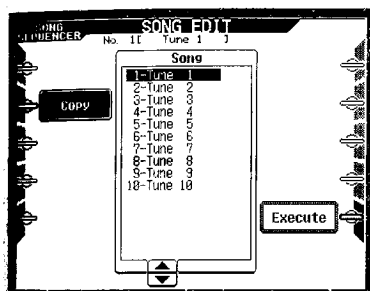 SONG SEQUENCER
SONG EDIT
No. 1[ Tune 1 ]
Song
1-Tune 1
2-Tune 2
3-Tune 3
4-Tune 4
5-Tune 5
6-Tune 6
7-Tune 7
8-Tune 8
9-Tune 9
10-Tune 10
Copy
Execute